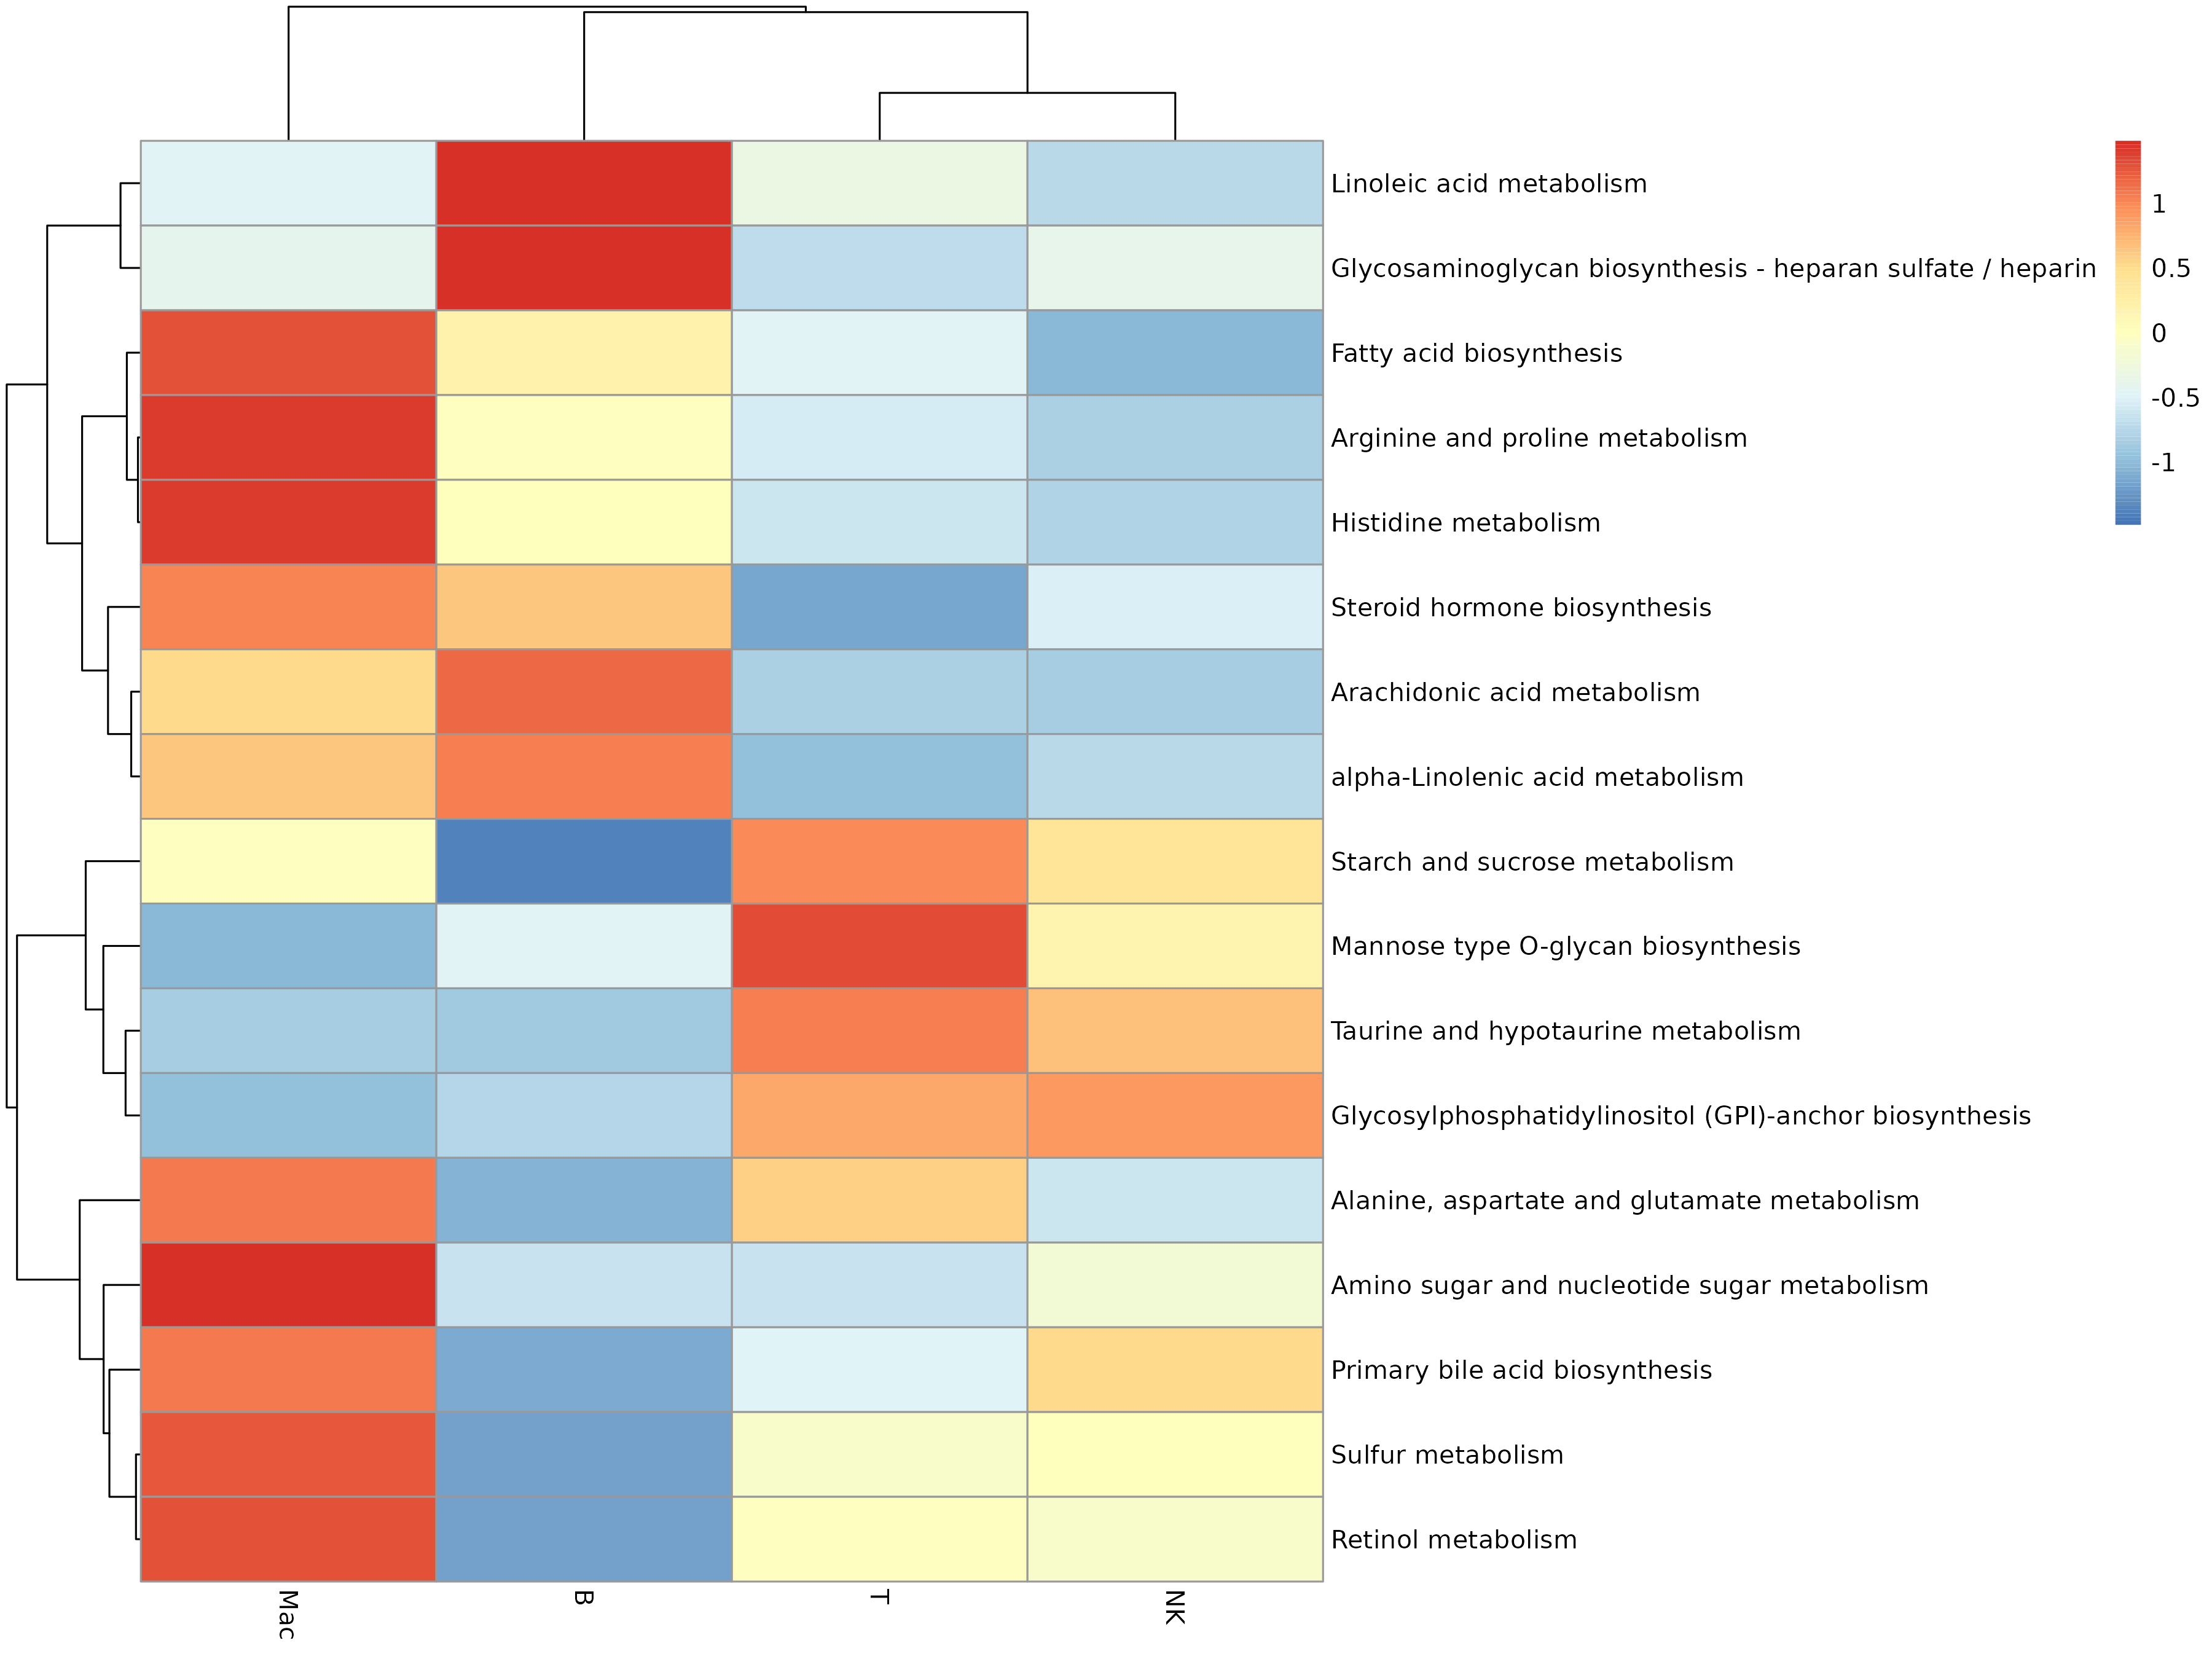 Linoleic acid metabolism
Glycosaminoglycan biosynthesis - heparan sulfate / heparin
Fatty acid biosynthesis
Arginine and proline metabolism
Histidine metabolism
Steroid hormone biosynthesis
Arachidonic acid metabolism
alpha-Linolenic acid metabolism
Starch and sucrose metabolism
Mannose type O-glycan biosynthesis
Taurine and hypotaurine metabolism
Glycosylphosphatidylinositol (GPI)-anchor biosynthesis
Alanine, aspartate and glutamate metabolism
Amino sugar and nucleotide sugar metabolism
Primary bile acid biosynthesis
Sulfur metabolism
Retinol metabolism
Mac
B
T
NK
1
0.5
0
-0.5
-1